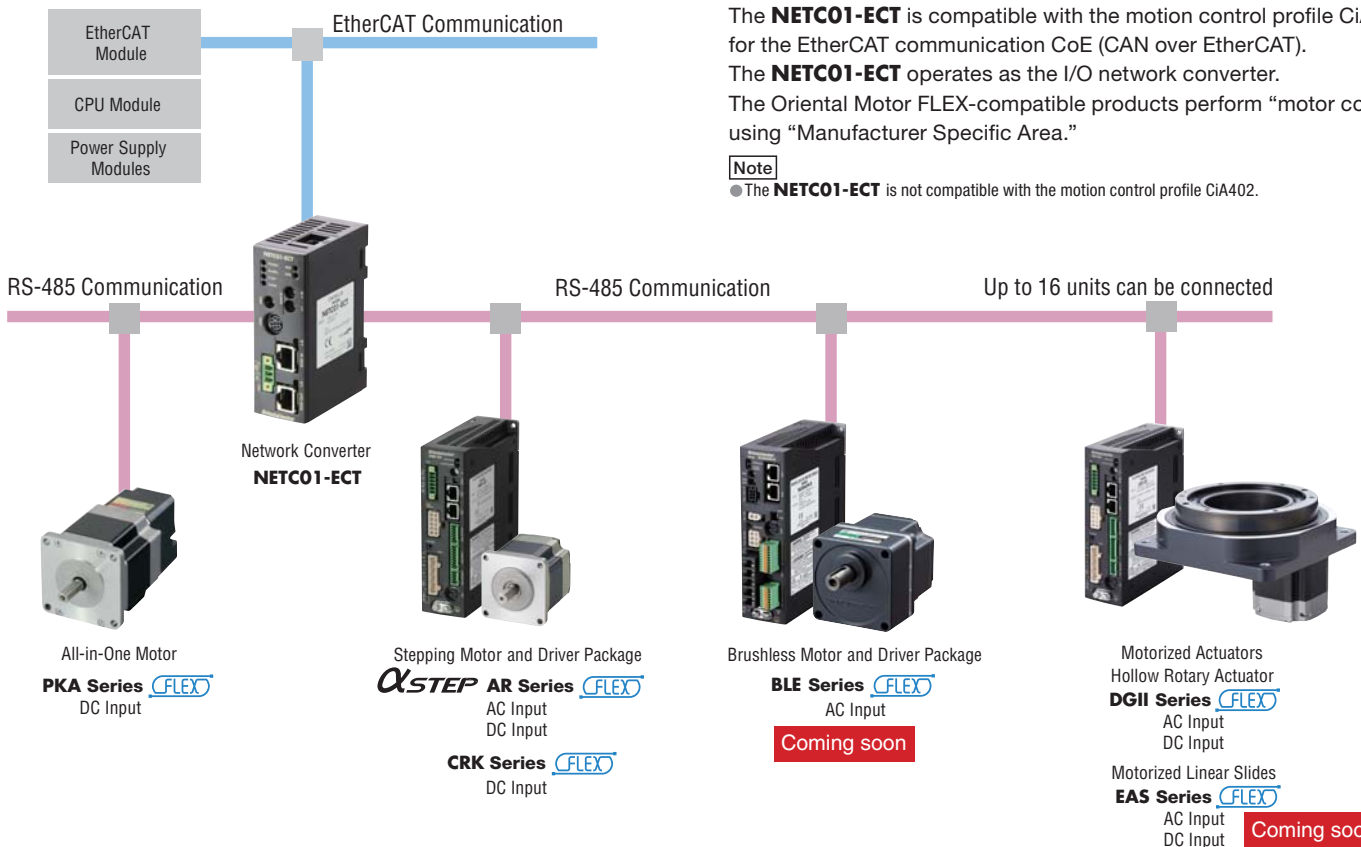 EtherCAT
Module
CPU Module
Power Supply
Modules
EtherCAT Communication
The NETC01-ECT is compatible with the motion control profile
for the EtherCAT communication CoE (CAN over EtherCAT).
The NETC01-ECT operates as the I/O network converter.
The Oriental Motor FLEX-compatible products perform “motor
using “Manufacturer Specific Area.”
Note
●The NETC01-ECT is not compatible with the motion control profile CiA402.
RS-485 Communication
RS-485 Communication
Up to 16 units can be connected
NETC01-ECT
NETC01-ECT
Network Converter
NETC01-ECT
All-in-One Motor
PKA Series FLEX
DC Input
Stepping Motor and Driver Package
αSTEP AR Series FLEX
AC Input
DC Input
CRK Series FLEX
DC Input
Brushless Motor and Driver Package
BLE Series FLEX
AC Input
Coming soon
Motorized Actuators
Hollow Rotary Actuator
DGII Series FLEX
AC Input
DC Input
Motorized Linear Slides
EAS Series FLEX
AC Input
DC Input
Coming